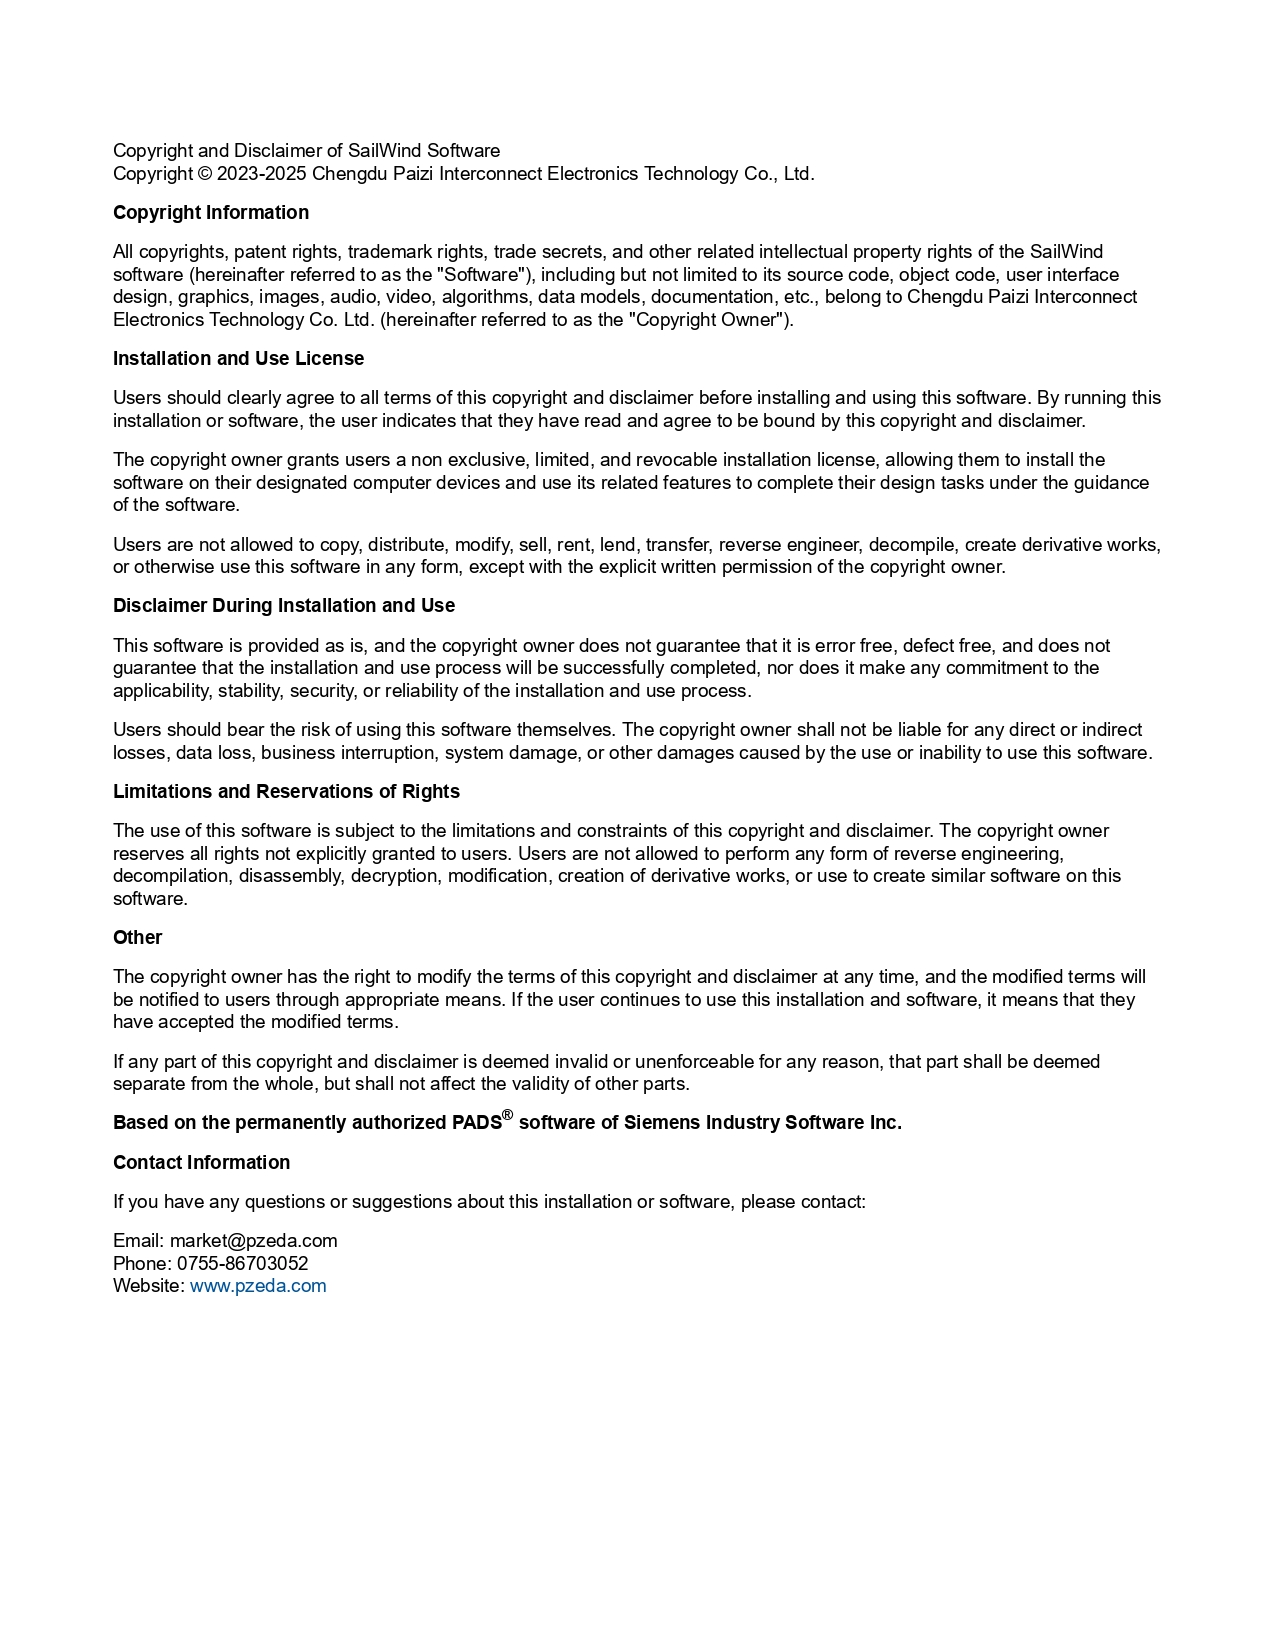 Copyright and Disclaimer of SailWind Software
Copyright © 2023-2025 Chengdu Paizi Interconnect Electronics Technology Co., Ltd.
Copyright Information
All copyrights, patent rights, trademark rights, trade secrets, and other related intellectual property rights of the SailWind
software (hereinafter referred to as the "Software"), including but not limited to its source code, object code, user interface
design, graphics, images, audio, video, algorithms, data models, documentation, etc., belong to Chengdu Paizi Interconnect
Electronics Technology Co. Ltd. (hereinafter referred to as the "Copyright Owner").
Installation and Use License
Users should clearly agree to all terms of this copyright and disclaimer before installing and using this software. By running this
installation or software, the user indicates that they have read and agree to be bound by this copyright and disclaimer.
The copyright owner grants users a non exclusive, limited, and revocable installation license, allowing them to install the
software on their designated computer devices and use its related features to complete their design tasks under the guidance
of the software.
Users are not allowed to copy, distribute, modify, sell, rent, lend, transfer, reverse engineer, decompile, create derivative works,
or otherwise use this software in any form, except with the explicit written permission of the copyright owner.
Disclaimer During Installation and Use
This software is provided as is, and the copyright owner does not guarantee that it is error free, defect free, and does not
guarantee that the installation and use process will be successfully completed, nor does it make any commitment to the
applicability, stability, security, or reliability of the installation and use process.
Users should bear the risk of using this software themselves. The copyright owner shall not be liable for any direct or indirect
losses, data loss, business interruption, system damage, or other damages caused by the use or inability to use this software.
Limitations and Reservations of Rights
The use of this software is subject to the limitations and constraints of this copyright and disclaimer. The copyright owner
reserves all rights not explicitly granted to users. Users are not allowed to perform any form of reverse engineering,
decompilation, disassembly, decryption, modification, creation of derivative works, or use to create similar software on this
software.
Other
The copyright owner has the right to modify the terms of this copyright and disclaimer at any time, and the modified terms will
be notified to users through appropriate means. If the user continues to use this installation and software, it means that they
have accepted the modified terms.
If any part of this copyright and disclaimer is deemed invalid or unenforceable for any reason, that part shall be deemed
separate from the whole, but shall not affect the validity of other parts.
Based on the permanently authorized PADS® software of Siemens Industry Software Inc.
Contact Information
If you have any questions or suggestions about this installation or software, please contact:
Email: market@pzeda.com
Phone: 0755-86703052
Website: www.pzeda.com